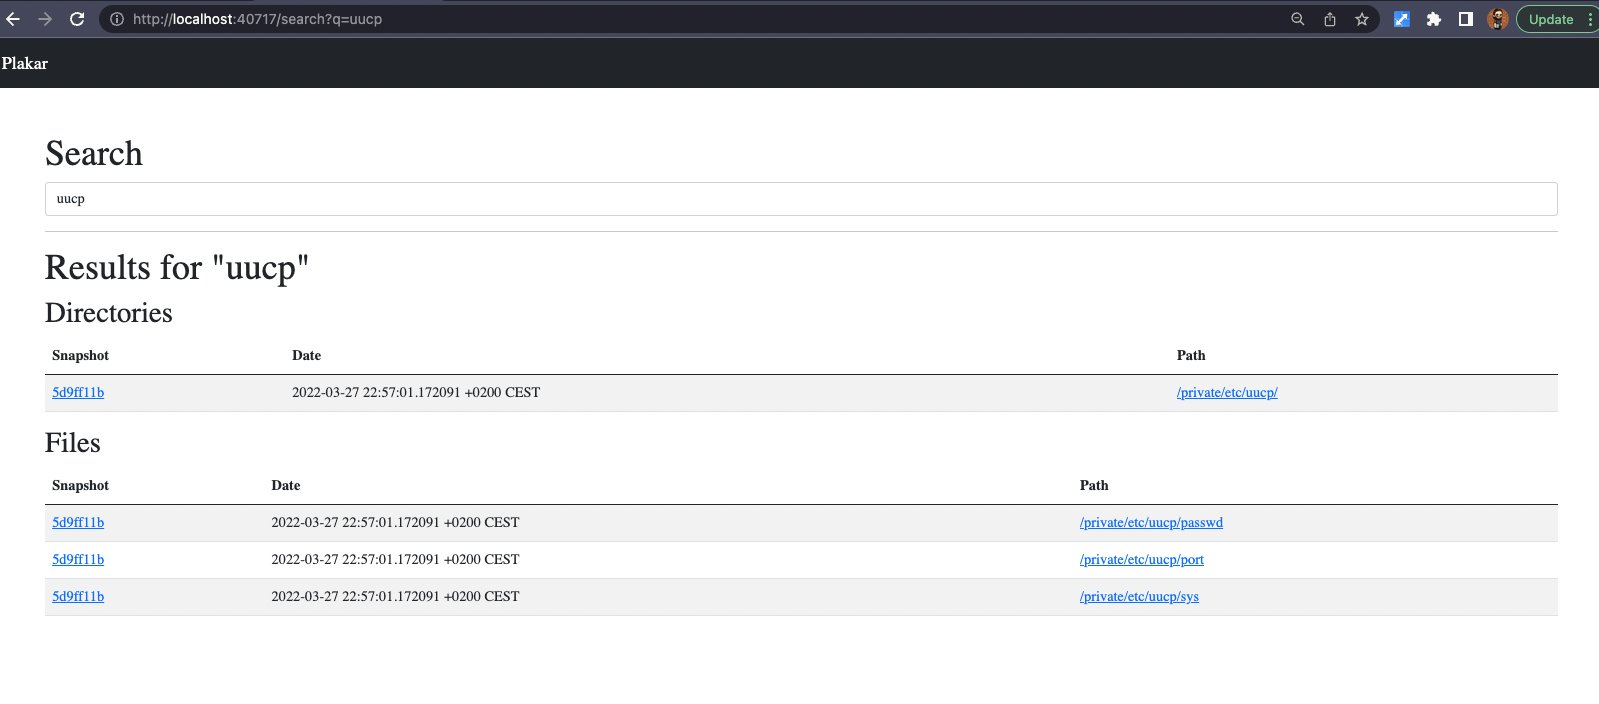 http://localhost:40717/search?q=uucp
Update
Plakar
Search
uucp
Results for "uucp"
Directories
Snapshot Date Path
5d9ff11b 2022-03-27 22:57:01.172091 +0200 CEST /private/etc/uucp/
Files
Snapshot Date Path
5d9ff11b 2022-03-27 22:57:01.172091 +0200 CEST /private/etc/uucp/passwd
5d9ff11b 2022-03-27 22:57:01.172091 +0200 CEST /private/etc/uucp/port
5d9ff11b 2022-03-27 22:57:01.172091 +0200 CEST /private/etc/uucp/sys